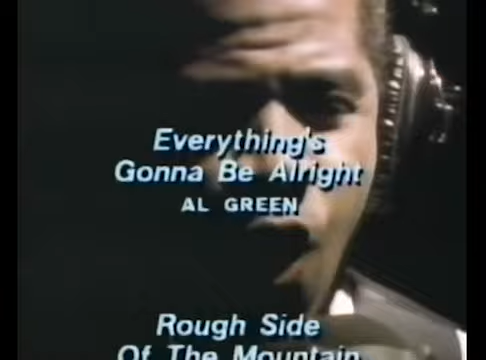 Everything's
Gonna Be Alright
AL GREEN
Rough Side
Of The Mountain